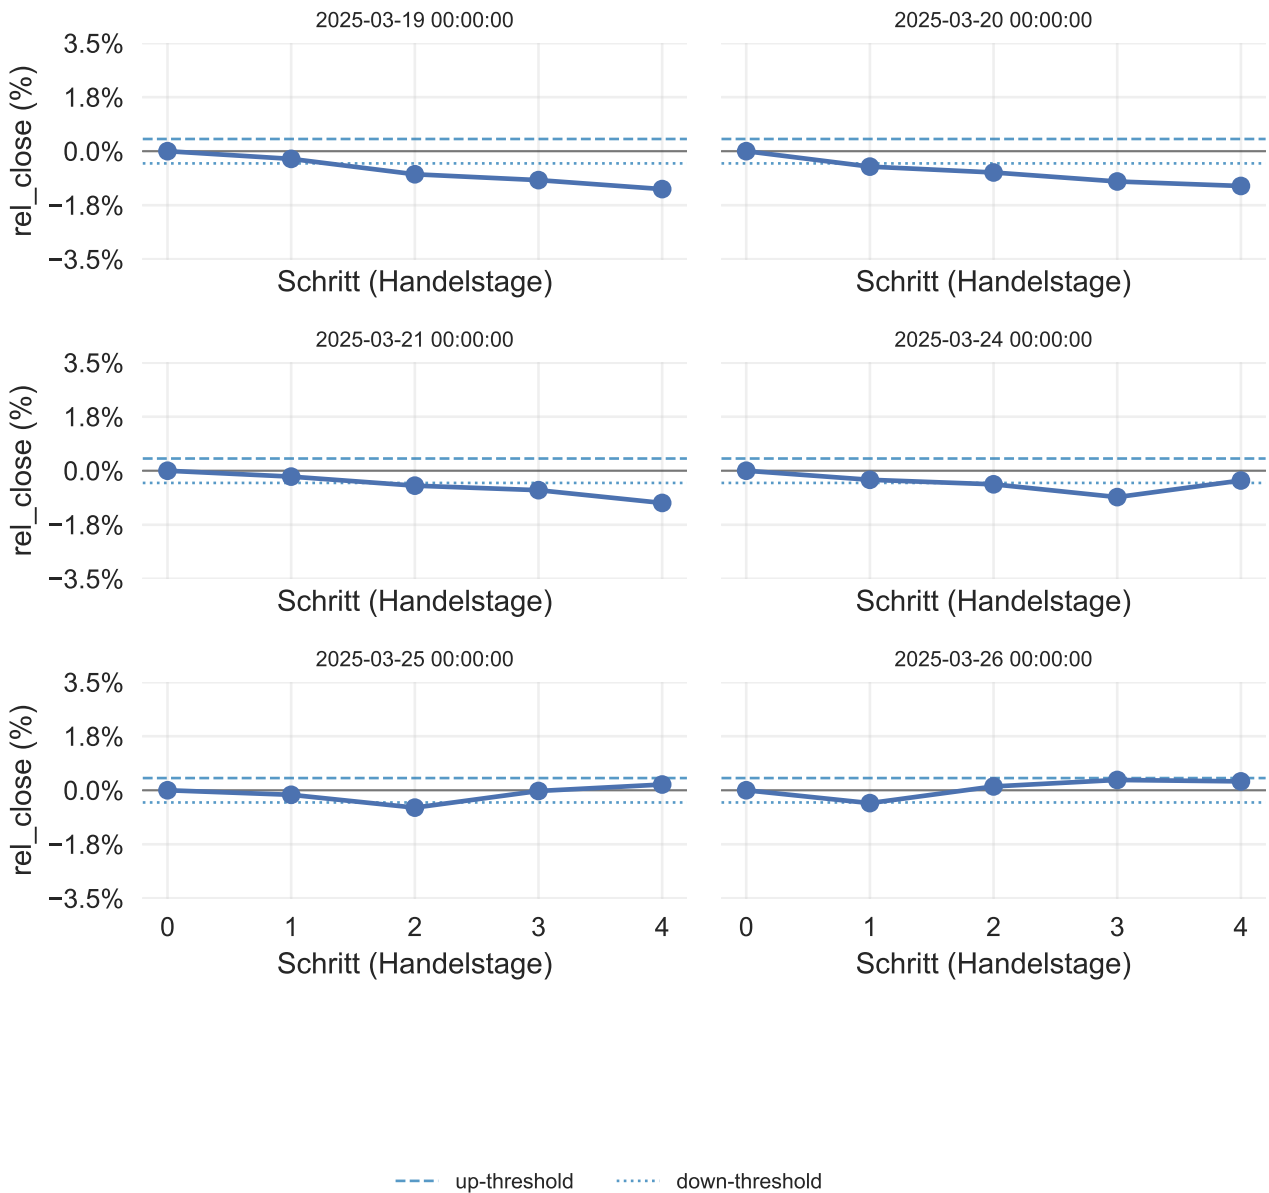 2025-03-19 00:00:00
2025-03-20 00:00:00
rel_close (%)
3.5%
1.8%
0.0%
−1.8%
−3.5%
Schritt (Handelstage)
Schritt (Handelstage)
2025-03-21 00:00:00
2025-03-24 00:00:00
rel_close (%)
3.5%
1.8%
0.0%
−1.8%
−3.5%
Schritt (Handelstage)
Schritt (Handelstage)
2025-03-25 00:00:00
2025-03-26 00:00:00
rel_close (%)
3.5%
1.8%
0.0%
−1.8%
−3.5%
0 1 2 3 4
0 1 2 3 4
Schritt (Handelstage)
Schritt (Handelstage)
up-threshold
down-threshold